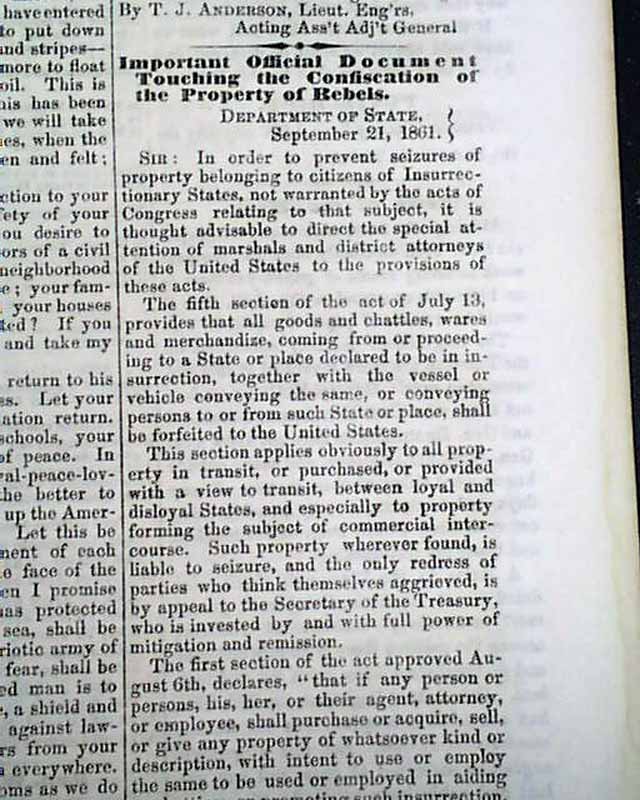 have entered
to put down
and stripes—
more to float
oil. This is
his has been
we will take
es, when the
en and felt;
ction to your
fety of your
ou desire to
ors of a civil
neighborhood
e; your fam-
your houses
ted? If you
and take my
return to his
es. Let your
ation return.
schools, your
of peace. In
al-peace-lov-
the better to
up the Amer-
Let this be
ment of each
e face of the
en I promise
as protected
sea, shall be
riotic army of
fear, shall be
ed man is to
, a shield and
against law-
rs from your
everywhere.
oms as we do
By T. J. ANDERSON, Lieut. Eng'rs,
Acting Ass't Adj't General
Important Official Document
Touching the Confiscation of
the Property of Rebels.
DEPARTMENT OF STATE,
September 21, 1861.
SIR: In order to prevent seizures of
property belonging to citizens of Insurrec-
tionary States, not warranted by the acts of
Congress relating to that subject, it is
thought advisable to direct the special at-
tention of marshals and district attorneys
of the United States to the provisions of
these acts.
The fifth section of the act of July 13,
provides that all goods and chattles, wares
and merchandize, coming from or proceed-
ing to a State or place declared to be in in-
surrection, together with the vessel or
vehicle conveying the same, or conveying
persons to or from such State or place, shall
be forfeited to the United States.
This section applies obviously to all prop-
erty in transit, or purchased, or provided
with a view to transit, between loyal and
disloyal States, and especially to property
forming the subject of commercial inter-
course. Such property wherever found, is
liable to seizure, and the only redress of
parties who think themselves aggrieved, is
by appeal to the Secretary of the Treasury,
who is invested by and with full power of
mitigation and remission.
The first section of the act approved Au-
gust 6th, declares, "that if any person or
persons, his, her, or their agent, attorney,
or employee, shall purchase or acquire, sell,
or give any property of whatsoever kind or
description, with intent to use or employ
the same to be used or employed in aiding
promoting such insurrection